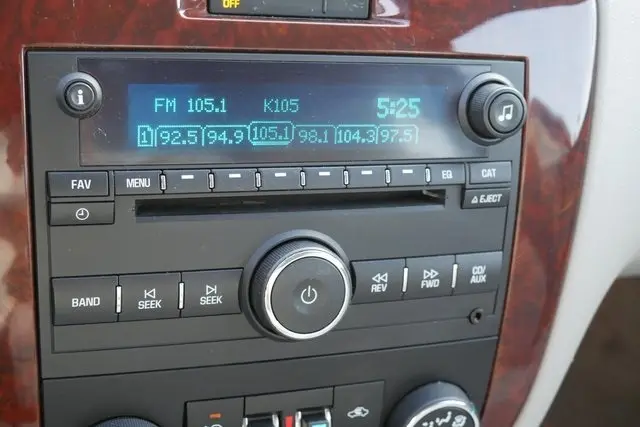 OFF
i
FM 105.1 K105 5:25
1 92.5 94.9 105.1 98.1 104.3 97.5
FAV MENU EQ CAT
EJECT
BAND SEEK SEEK REV FWD CD/
AUX